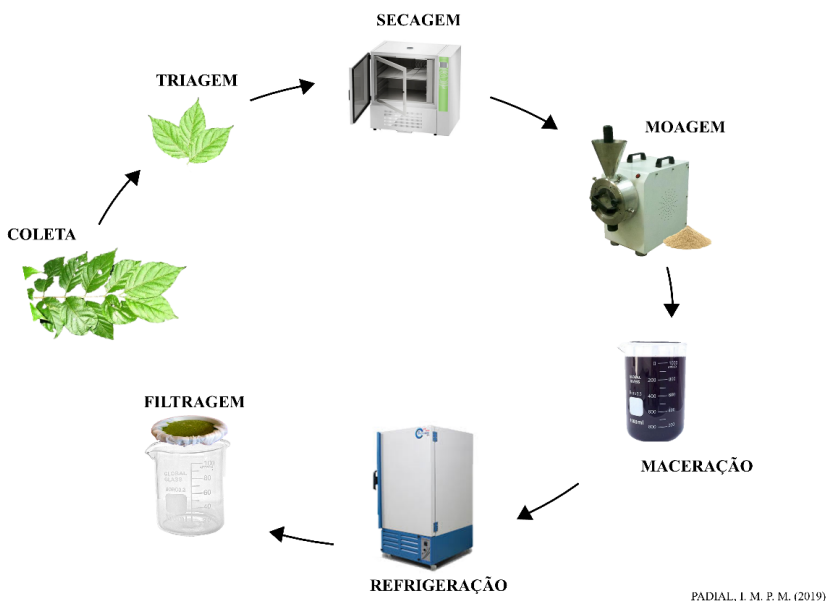 SECAGEM
TRIAGEM
MOAGEM
COLETA
FILTRAGEM
MACERAÇÃO
REFRIGERAÇÃO
PADIAL, I. M. P. M. (2019)